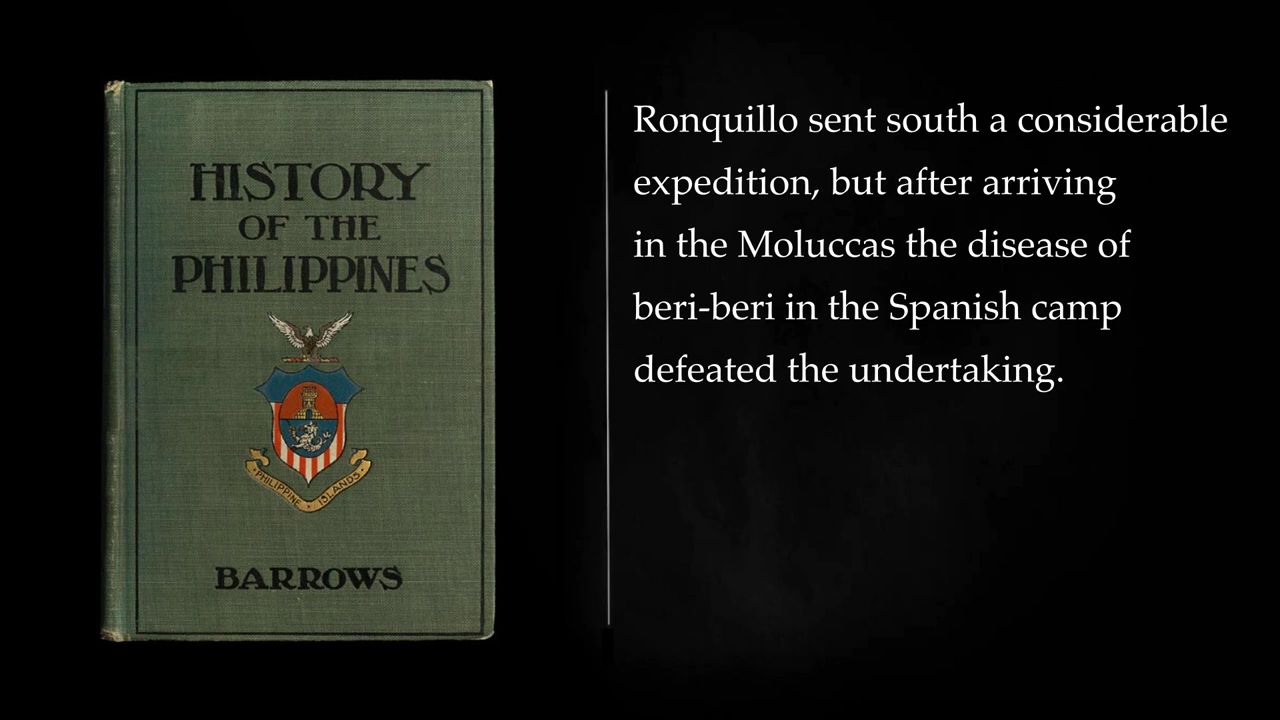 HISTORY
OF THE
PHILIPPINES
PHILIPPINE ISLANDS
BARROWS
Ronquillo sent south a considerable
expedition, but after arriving
in the Moluccas the disease of
beri-beri in the Spanish camp
defeated the undertaking.